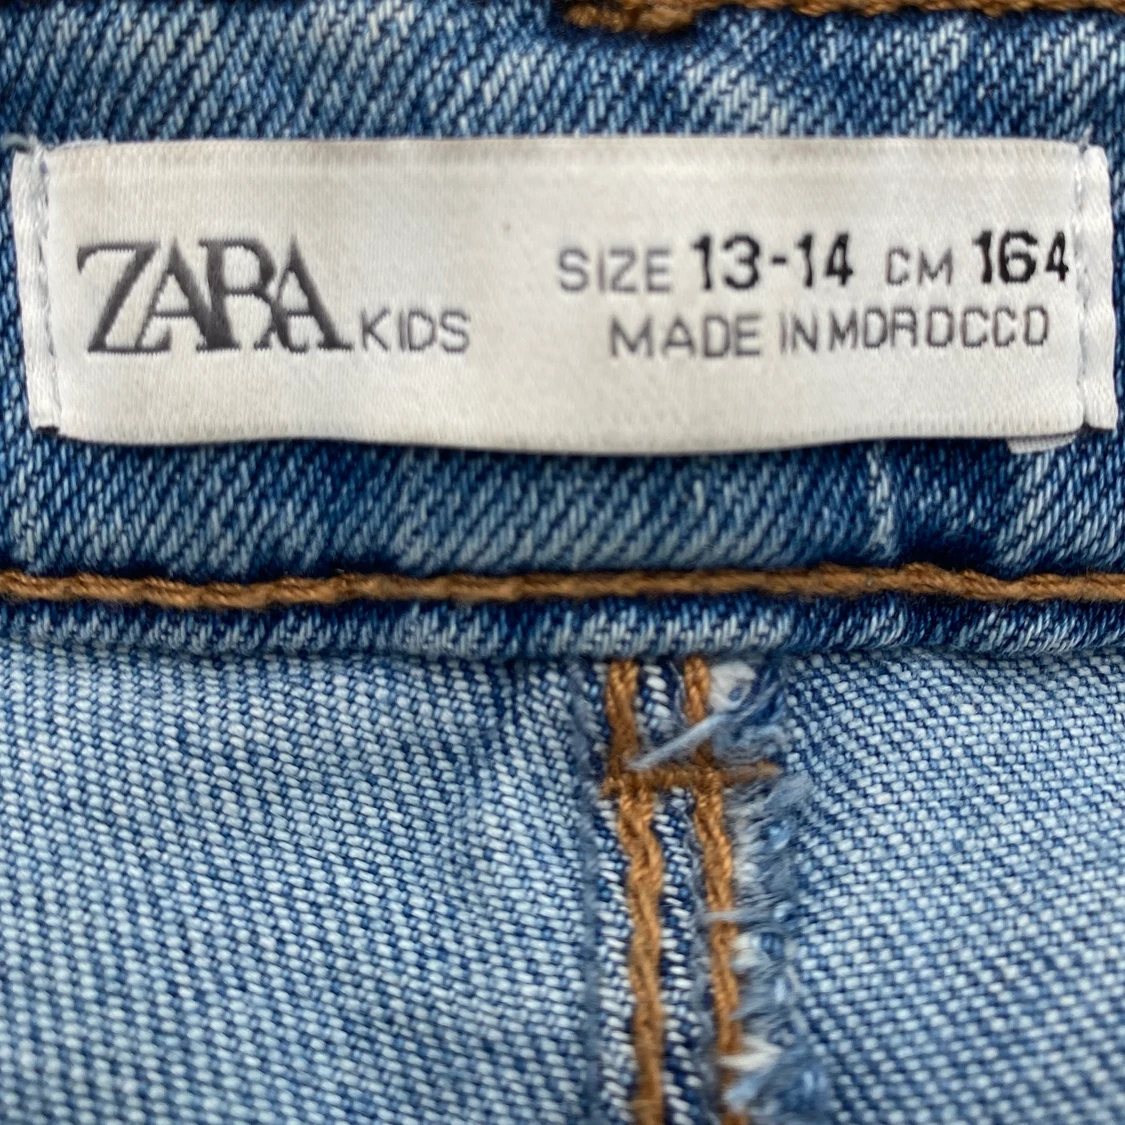 ZARA KIDS
SIZE 13-14 CM 164
MADE IN MOROCCO